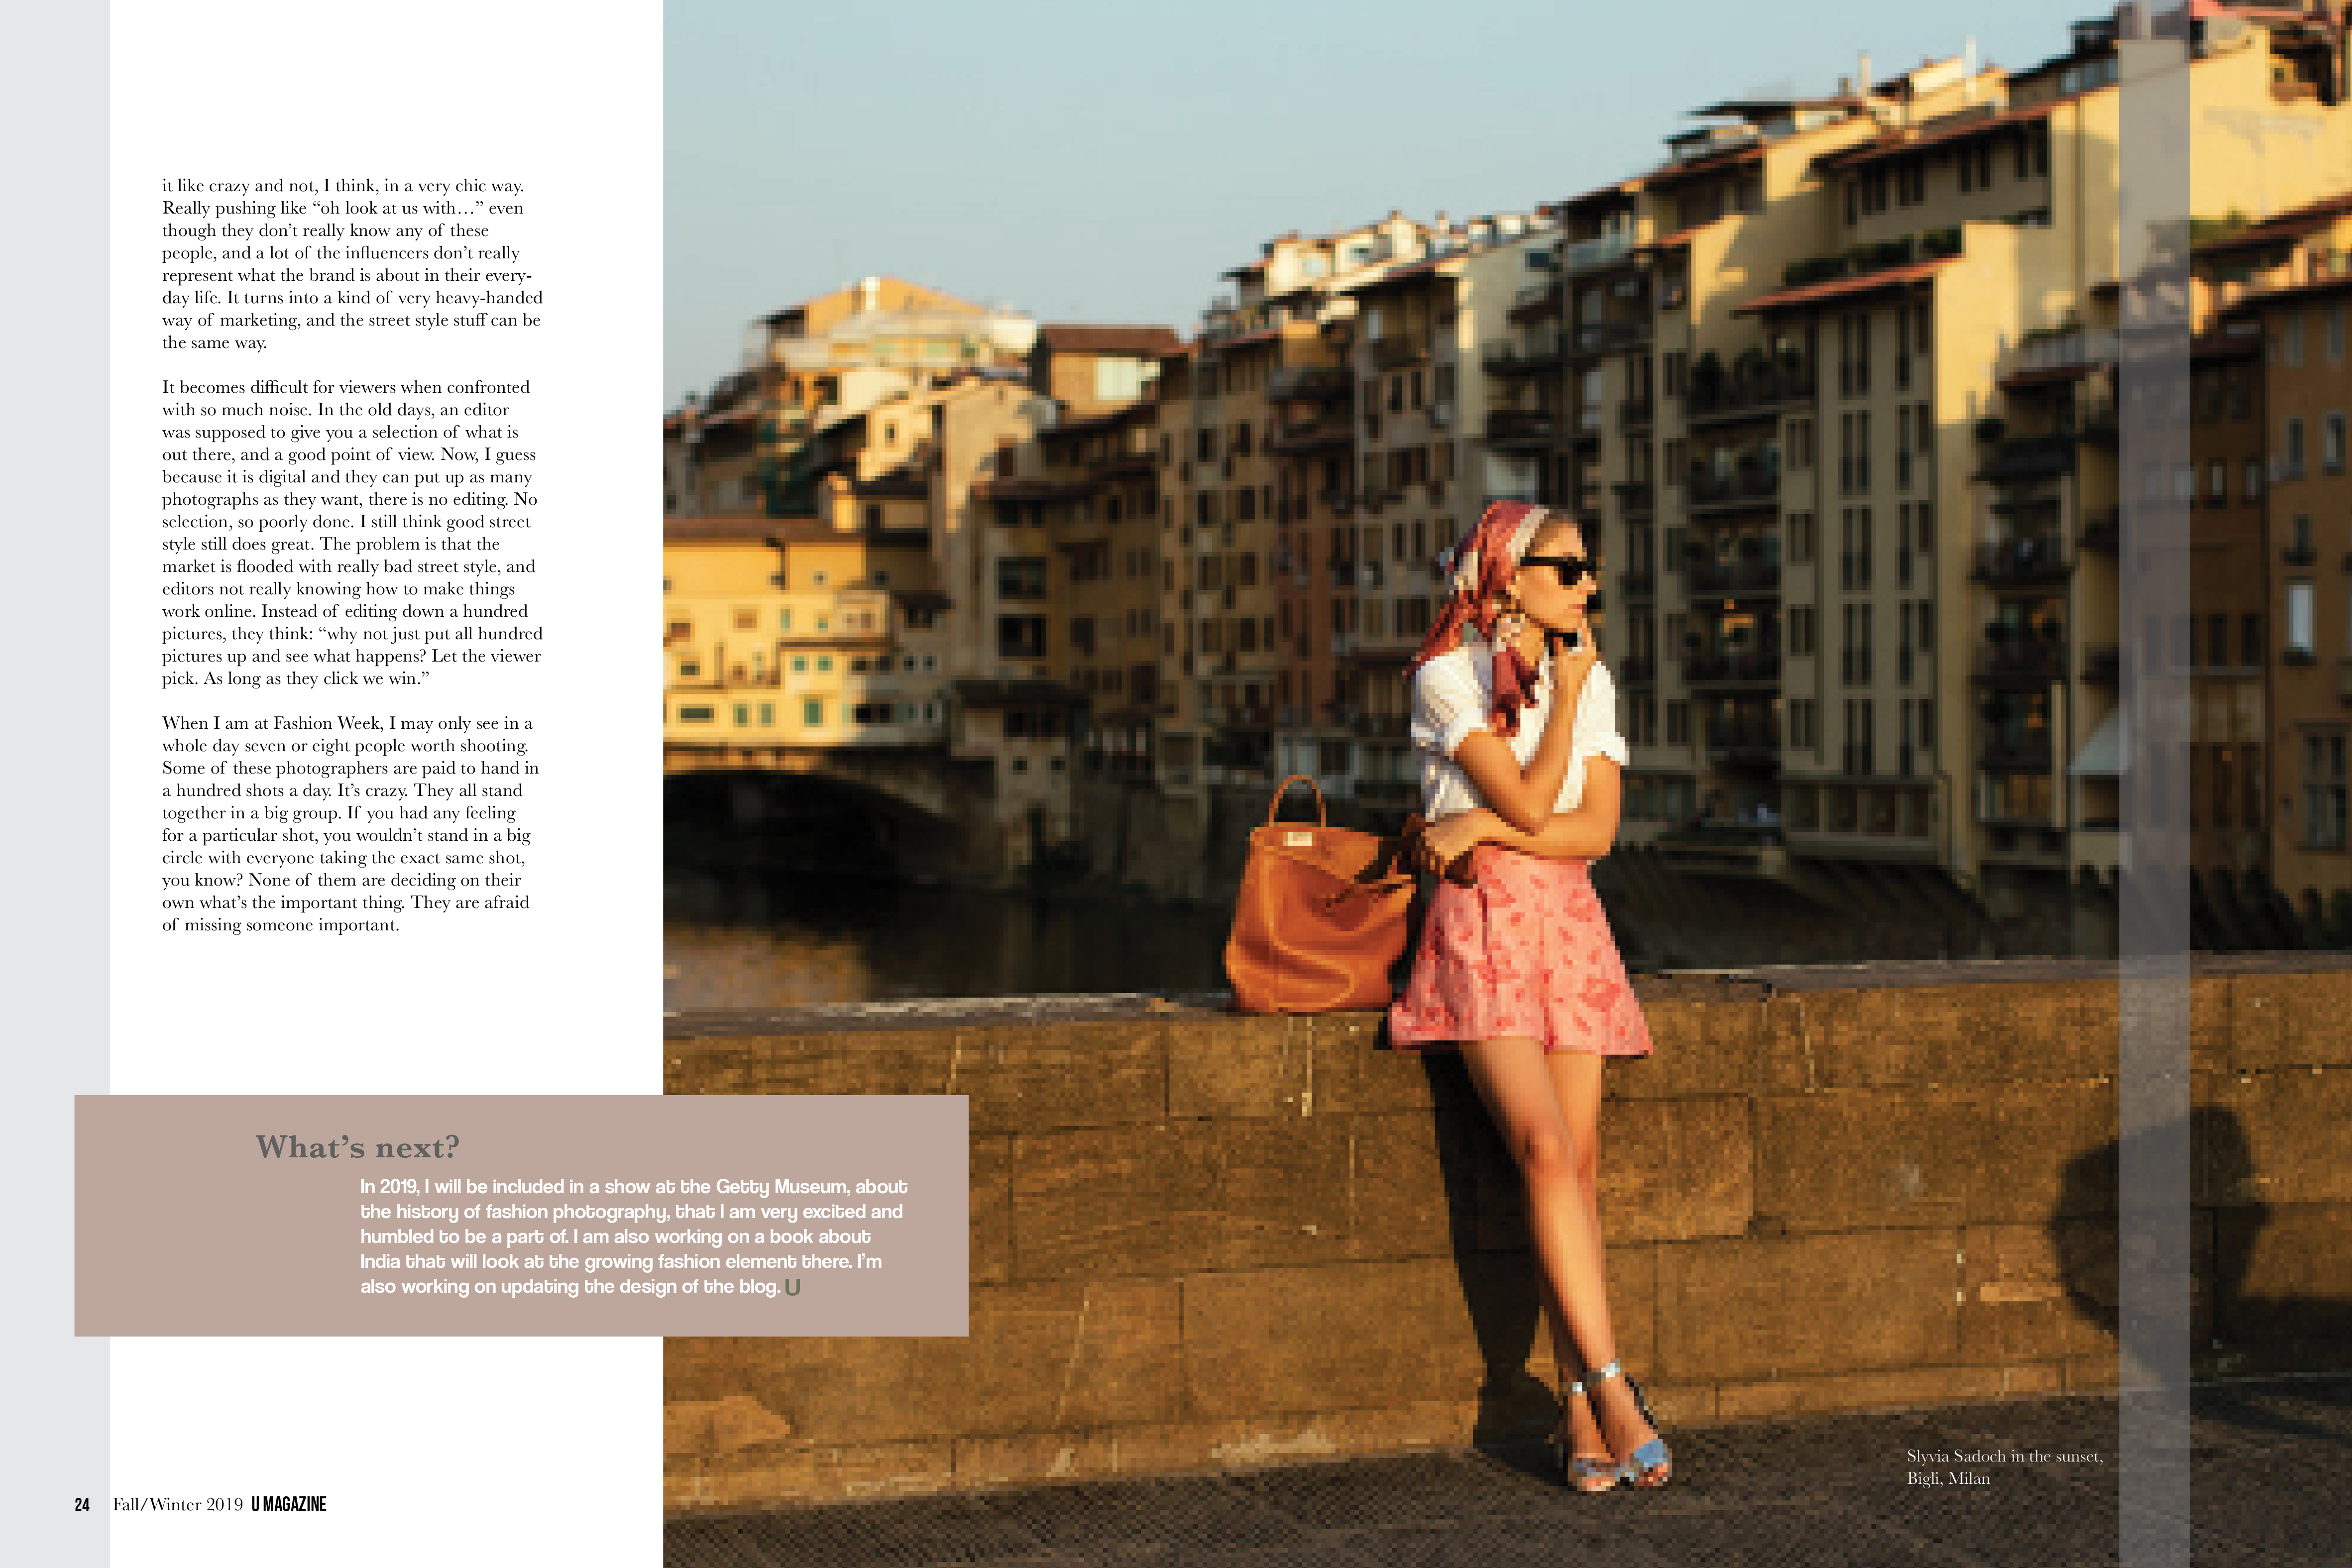 it like crazy and not, I think, in a very chic way.
Really pushing like “oh look at us with…” even
though they don’t really know any of these
people, and a lot of the influencers don’t really
represent what the brand is about in their every-
day life. It turns into a kind of very heavy-handed
way of marketing, and the street style stuff can be
the same way.
It becomes difficult for viewers when confronted
with so much noise. In the old days, an editor
was supposed to give you a selection of what is
out there, and a good point of view. Now, I guess
because it is digital and they can put up as many
photographs as they want, there is no editing. No
selection, so poorly done. I still think good street
style still does great. The problem is that the
market is flooded with really bad street style, and
editors not really knowing how to make things
work online. Instead of editing down a hundred
pictures, they think: “why not just put all hundred
pictures up and see what happens? Let the viewer
pick. As long as they click we win.”
When I am at Fashion Week, I may only see in a
whole day seven or eight people worth shooting.
Some of these photographers are paid to hand in
a hundred shots a day. It’s crazy. They all stand
together in a big group. If you had any feeling
for a particular shot, you wouldn’t stand in a big
circle with everyone taking the exact same shot,
you know? None of them are deciding on their
own what’s the important thing. They are afraid
of missing someone important.
What’s next?
In 2019, I will be included in a show at the Getty Museum, about
the history of fashion photography, that I am very excited and
humbled to be a part of. I am also working on a book about
India that will look at the growing fashion element there. I’m
also working on updating the design of the blog. U
Slyvia Sadoch in the sunset,
Bigli, Milan
24 Fall/Winter 2019 U MAGAZINE